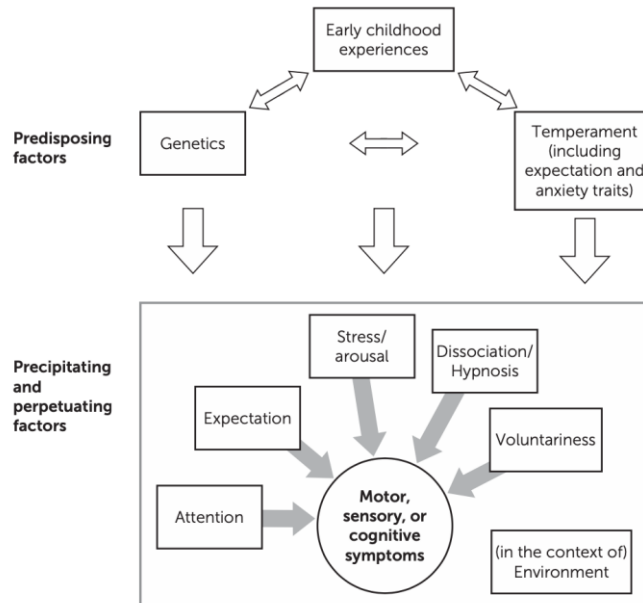 Early childhood
experiences
Predisposing
factors
Genetics
Temperament
(including
expectation and
anxiety traits)
Precipitating
and
perpetuating
factors
Stress/
arousal
Dissociation/
Hypnosis
Expectation
Voluntariness
Attention
Motor,
sensory, or
cognitive
symptoms
(in the context of)
Environment